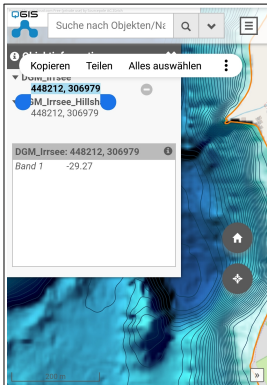 QGIS
Suche nach Objekten/Na
Kopieren Teilen Alles auswählen
DGM_Irrsee
448212, 306979
DGM_Irrsee_Hillsh
448212, 306979
DGM_Irrsee: 448212, 306979
Band 1 -29.27